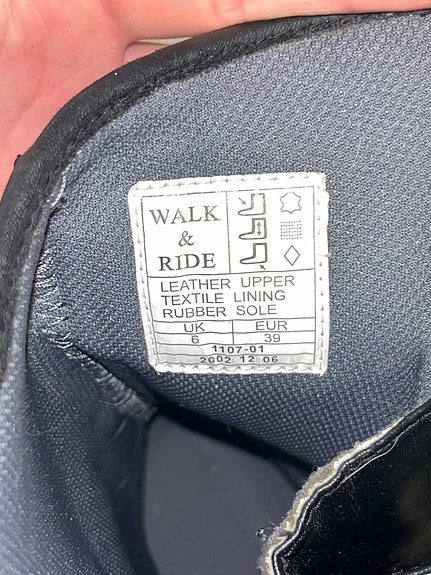 WALK
&
RIDE
LEATHER UPPER
TEXTILE LINING
RUBBER SOLE
UK EUR
6 39
1107-01
2002 12 06